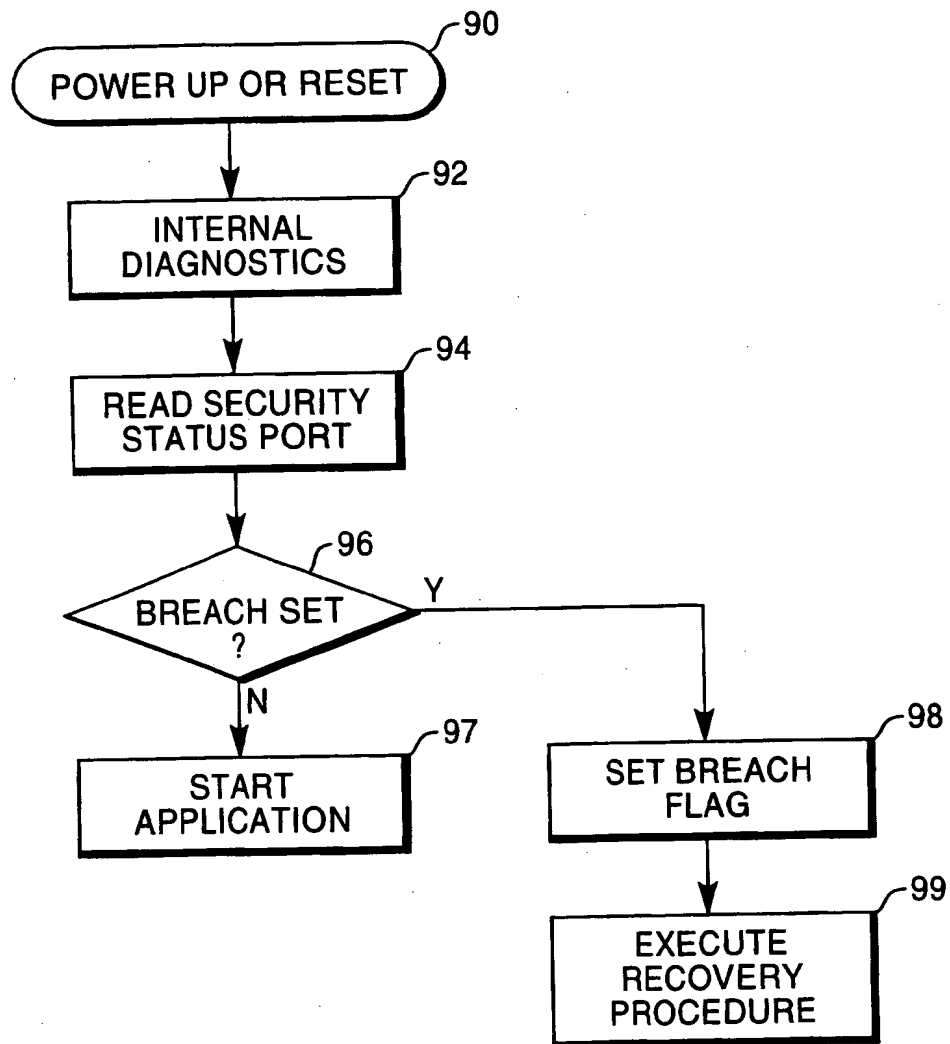 90
POWER UP OR RESET
92
INTERNAL
DIAGNOSTICS
94
READ SECURITY
STATUS PORT
96
BREACH SET
?
Y
N
97
START
APPLICATION
98
SET BREACH
FLAG
99
EXECUTE
RECOVERY
PROCEDURE